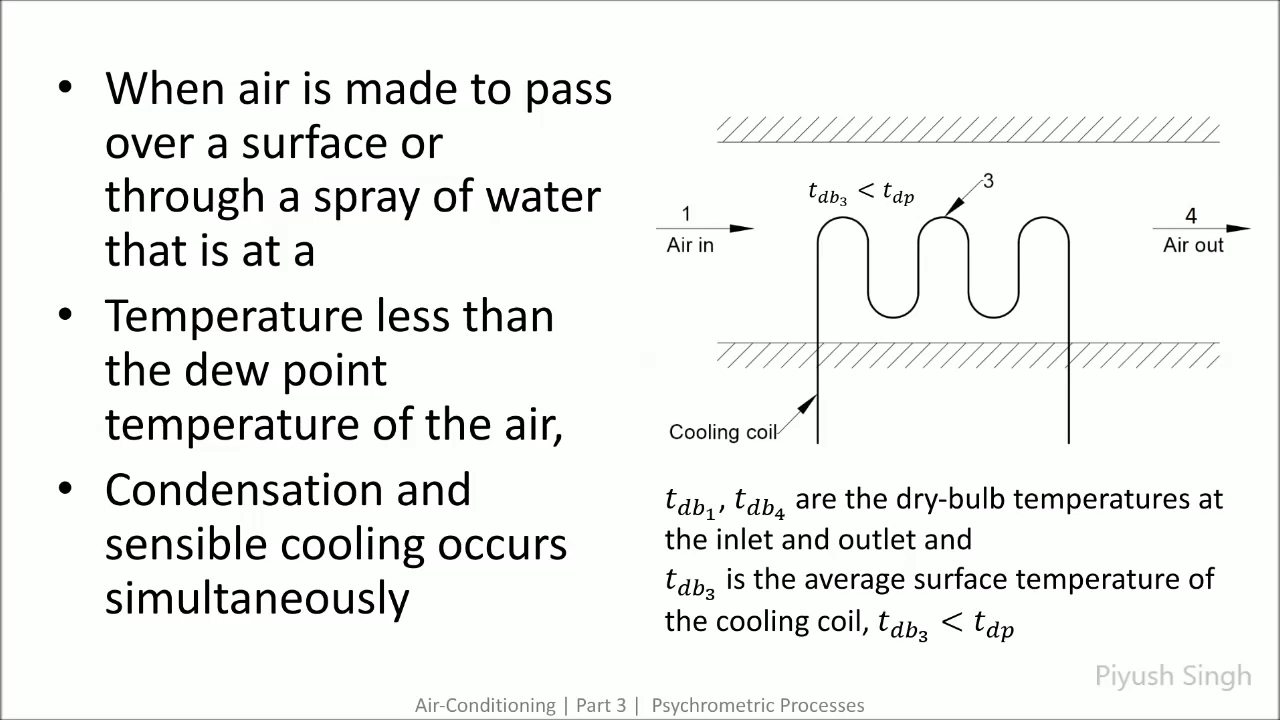 • When air is made to pass
over a surface or
through a spray of water
that is at a
• Temperature less than
the dew point
temperature of the air,
• Condensation and
sensible cooling occurs
simultaneously
t_db₃ < t_dp
3
1
Air in
4
Air out
Cooling coil
t_db₁, t_db₄ are the dry-bulb temperatures at
the inlet and outlet and
t_db₃ is the average surface temperature of
the cooling coil, t_db₃ < t_dp
Piyush Singh
Air-Conditioning | Part 3 | Psychrometric Processes